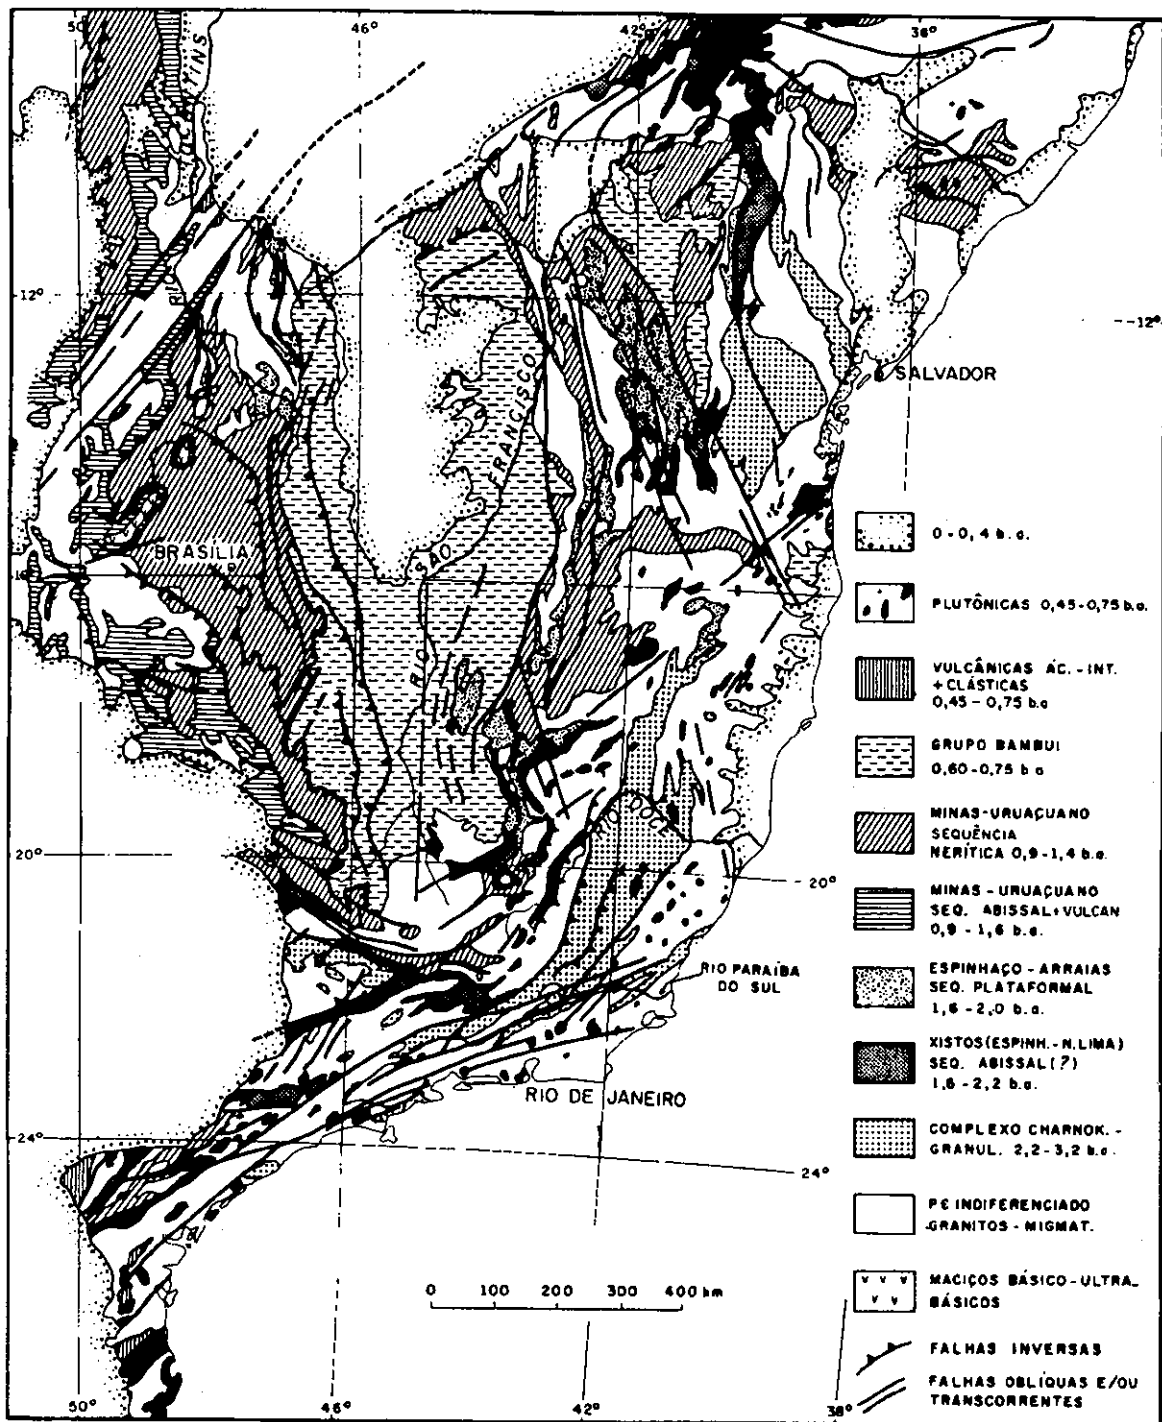 50°
46°
42°
38°
TOCANTINS
RIO
12°
12°
SÃO FRANCISCO
RIO
SALVADOR
BRASÍLIA
16°
RIO DOCE
20°
20°
RIO PARAÍBA
DO SUL
RIO DE JANEIRO
24°
24°
0 100 200 300 400 km
50°
46°
42°
38°
0-0,4 b.a.
PLUTÔNICAS 0,45-0,75 b.a.
VULCÂNICAS ÁC.-INT.
+ CLÁSTICAS
0,45-0,75 b.a
GRUPO BAMBUI
0,60-0,75 b a
MINAS-URUAÇUANO
SEQUÊNCIA
NERÍTICA 0,9-1,4 b.a.
MINAS-URUAÇUANO
SEQ. ABISSAL+VULCAN
0,9-1,6 b.a.
ESPINHAÇO-ARRAIAS
SEQ. PLATAFORMAL
1,6-2,0 b.a.
XISTOS(ESPINH.-N.LIMA)
SEQ. ABISSAL(?)
1,6-2,2 b.a.
COMPLEXO CHARNOK.-
GRANUL. 2,2-3,2 b.a.
PЄ INDIFERENCIADO
GRANITOS-MIGMAT.
MACIÇOS BÁSICO-ULTRA_
BÁSICOS
FALHAS INVERSAS
FALHAS OBLÍQUAS E/OU
TRANSCORRENTES